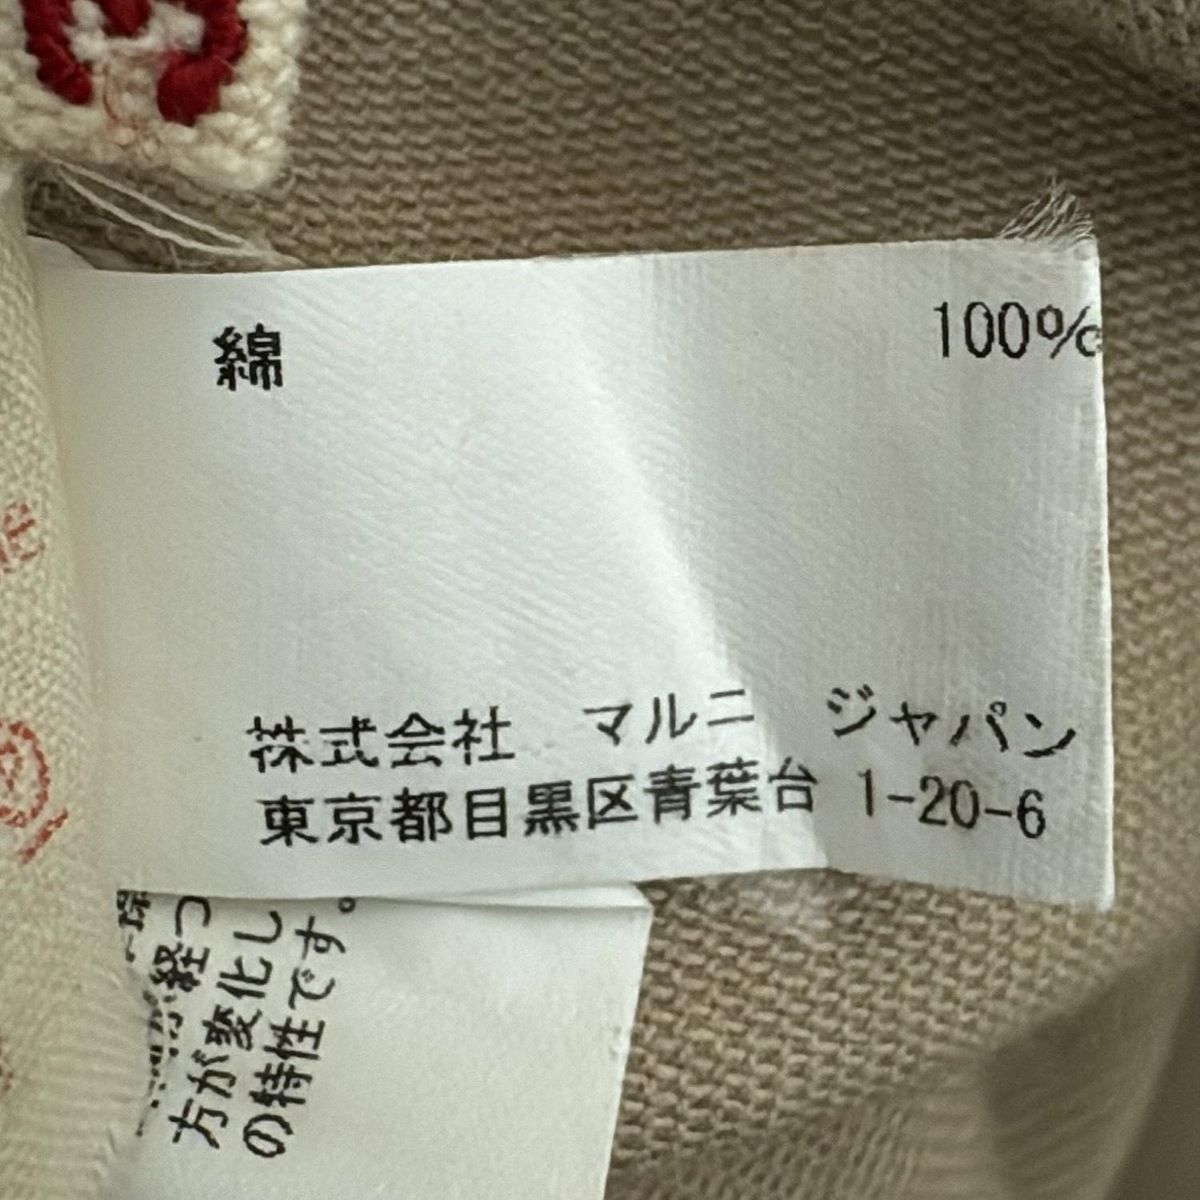 綿 100%
株式会社 マルニ ジャパン
東京都目黒区青葉台 1-20-6
が経つ
方が変化し
の特性です。